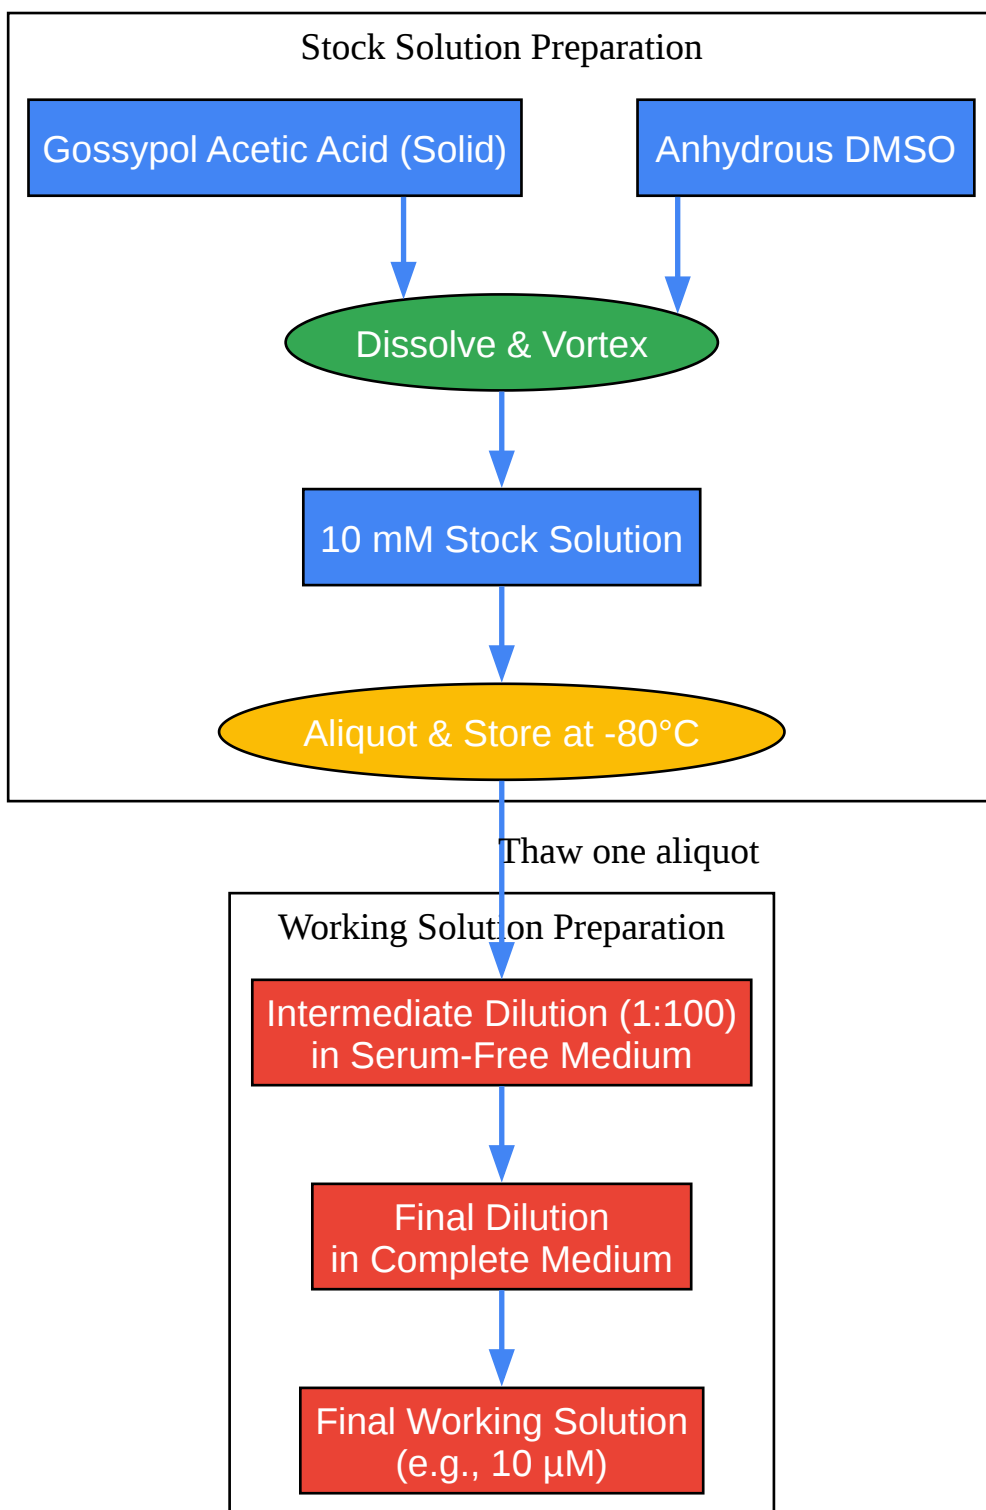 Stock Solution Preparation
Gossypol Acetic Acid (Solid)
Anhydrous DMSO
Dissolve & Vortex
10 mM Stock Solution
Aliquot & Store at -80°C
Thaw one aliquot
Working Solution Preparation
Intermediate Dilution (1:100)
in Serum-Free Medium
Final Dilution
in Complete Medium
Final Working Solution
(e.g., 10 µM)